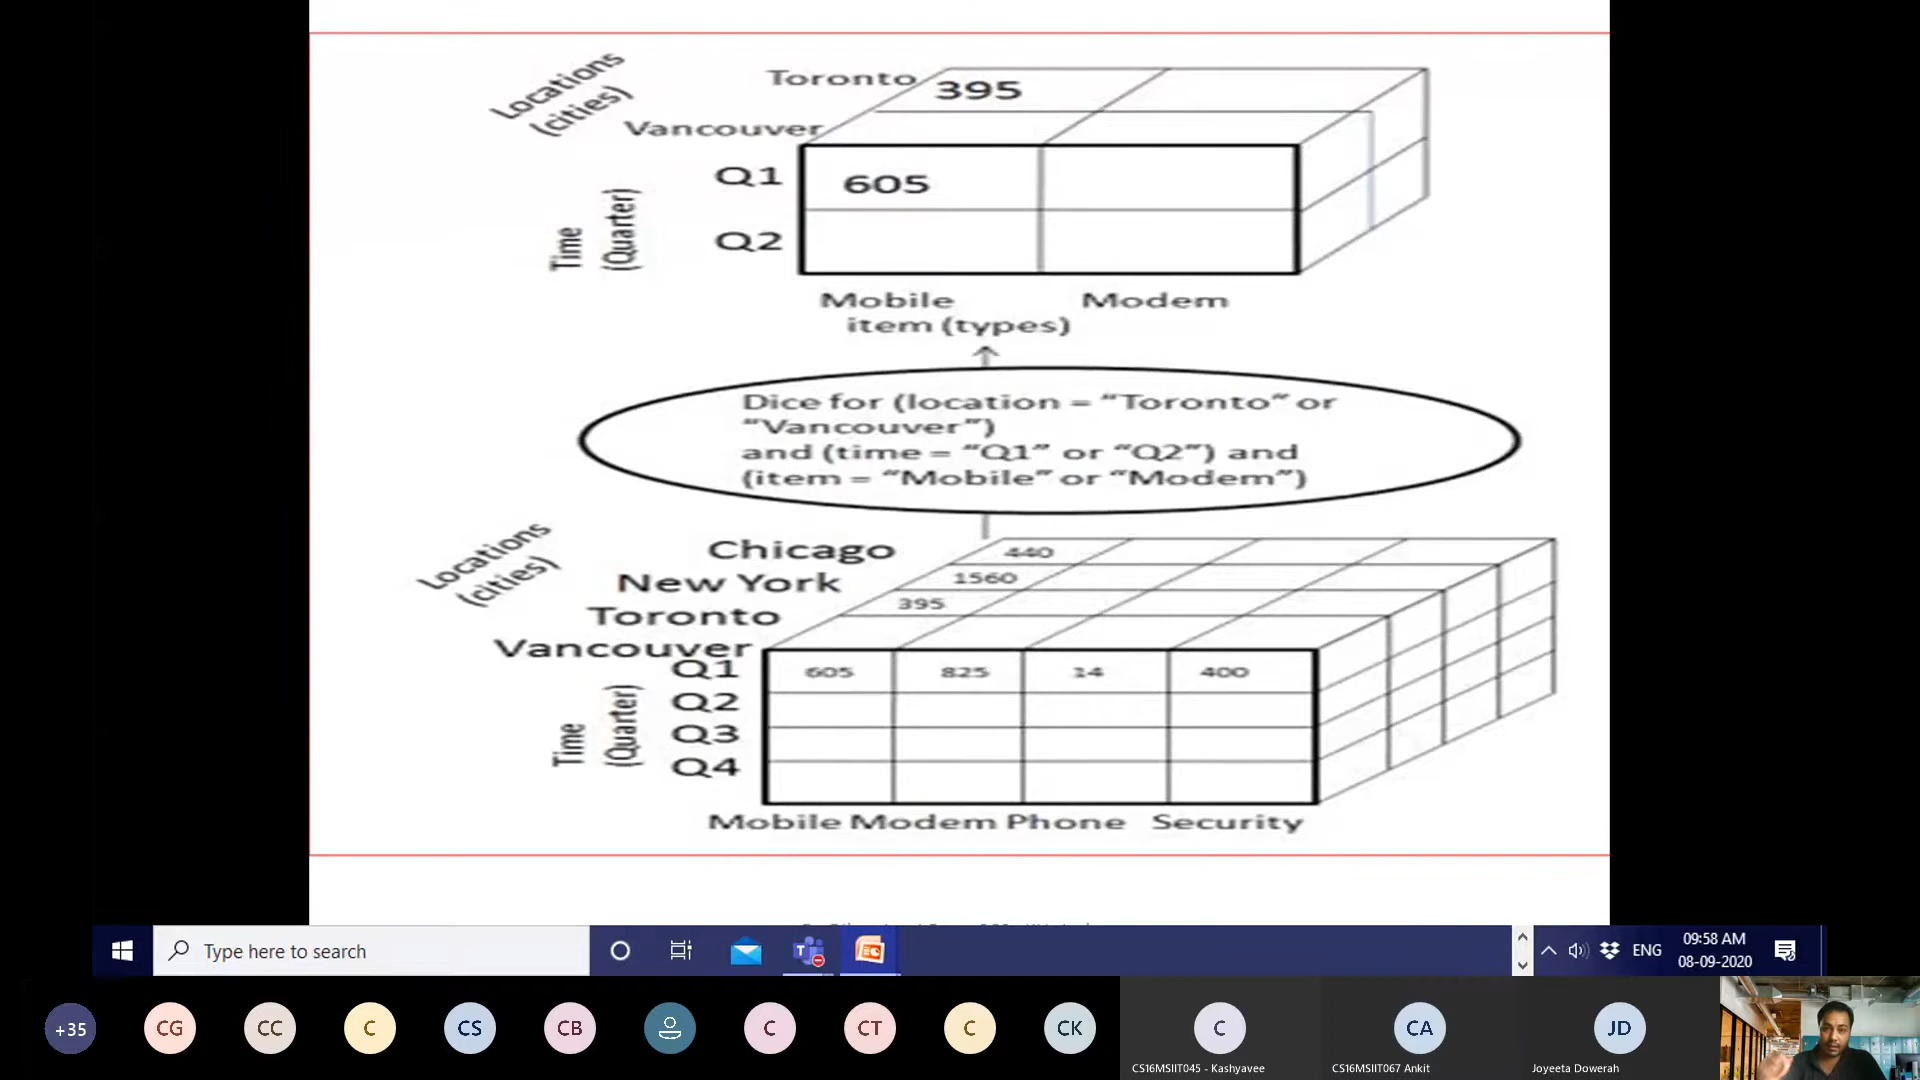 Locations
(cities)
Toronto
395
Vancouver
Q1
605
Time
(Quarter)
Q2
Mobile
Modem
item (types)
Dice for (location = “Toronto” or
“Vancouver”)
and (time = “Q1” or “Q2”) and
(item = “Mobile” or “Modem”)
Locations
(cities)
Chicago
440
New York
1560
Toronto
395
Vancouver
Q1
605
825
14
400
Time
(Quarter)
Q2
Q3
Q4
Mobile Modem Phone Security
Type here to search
ENG
09:58 AM
08-09-2020
+35
CG
CC
C
CS
CB
C
CT
C
CK
C
CS16MSIIT045 - Kashyavee
CA
CS16MSIIT067 Ankit
JD
Joyeeta Dowerah